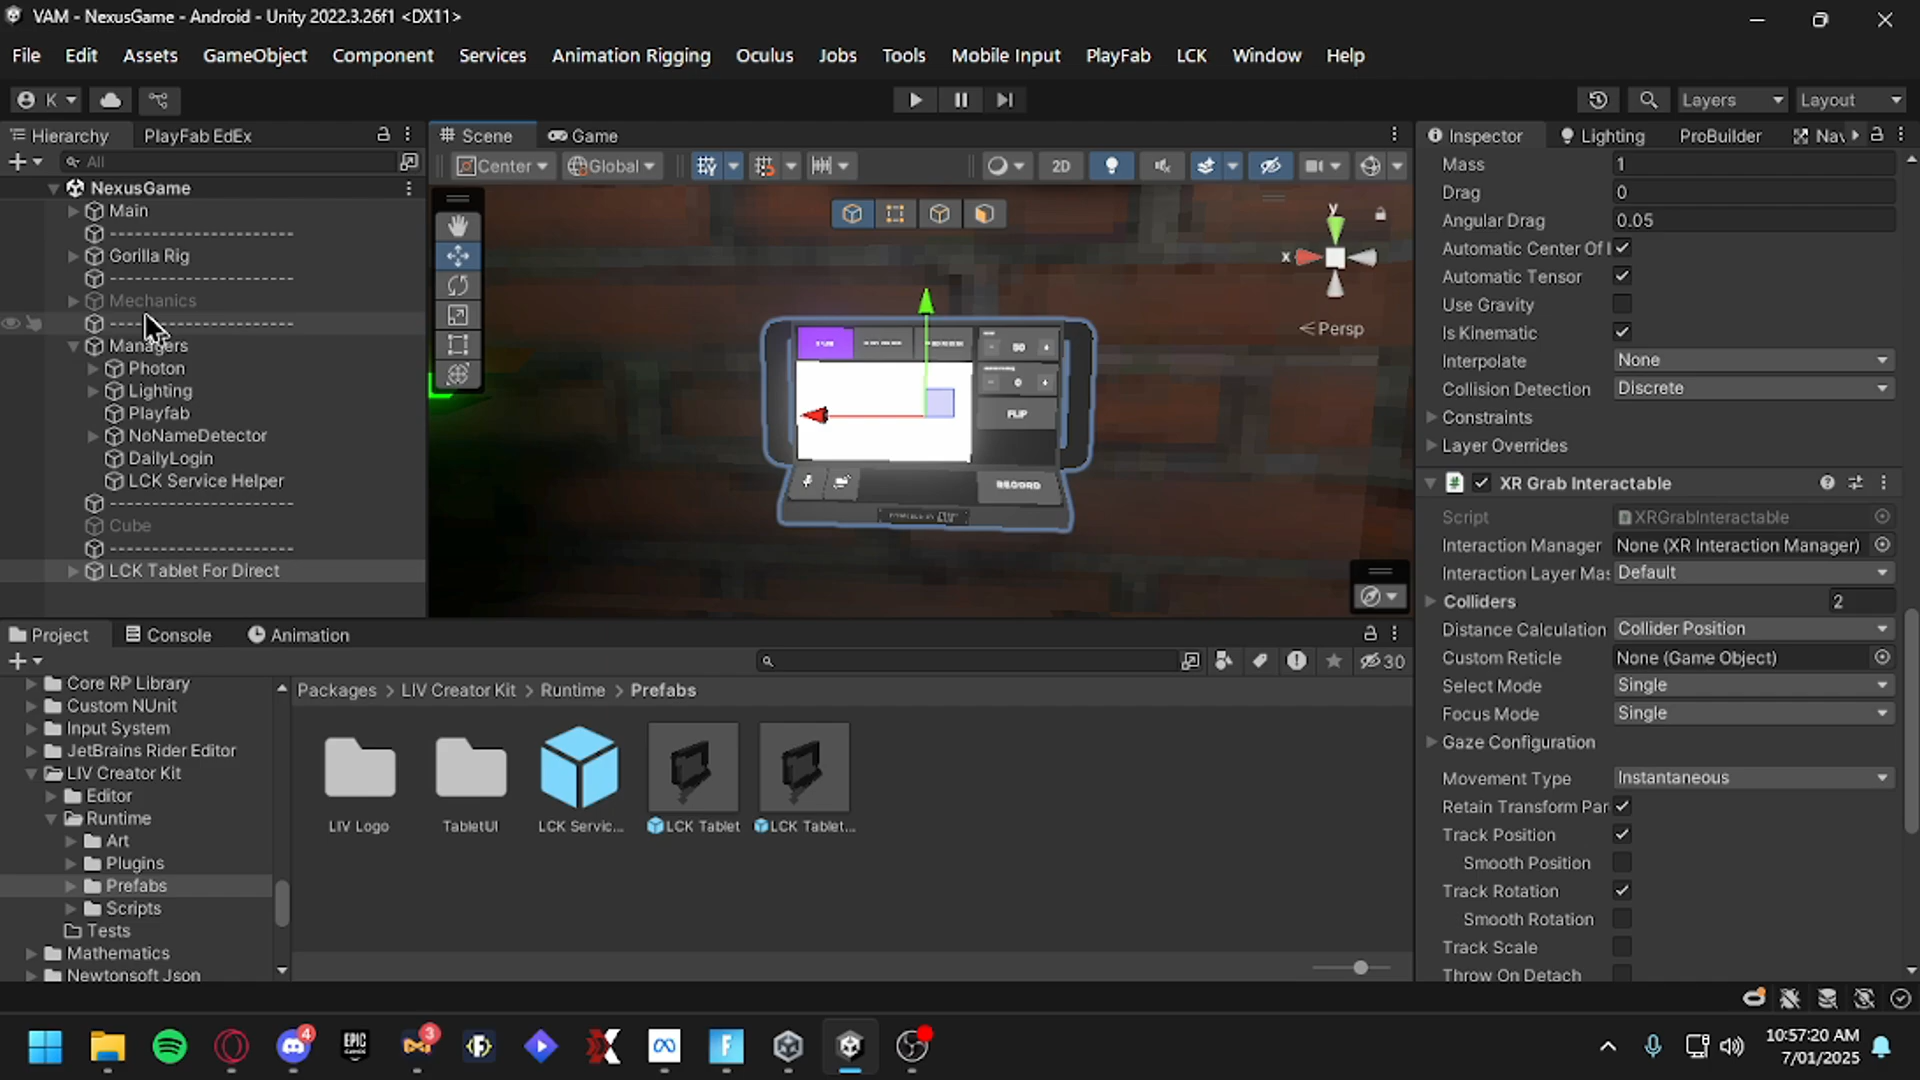 VAM - NexusGame - Android - Unity 2022.3.26f1 <DX11>
File Edit Assets GameObject Component Services Animation Rigging Oculus Jobs Tools Mobile Input PlayFab LCK Window Help
K Layers Layout
Hierarchy PlayFab EdEx Scene Game Inspector Lighting ProBuilder Nav
All Center Global 2D
NexusGame
Main
------------------------
Gorilla Rig
------------------------
Mechanics
------------------------
Managers
Photon
Lighting
Playfab
NoNameDetector
DailyLogin
LCK Service Helper
------------------------
Cube
------------------------
LCK Tablet For Direct
y
x
Persp
50
0
FLIP
RECORD
Mass 1
Drag 0
Angular Drag 0.05
Automatic Center Of I
Automatic Tensor
Use Gravity
Is Kinematic
Interpolate None
Collision Detection Discrete
Constraints
Layer Overrides
XR Grab Interactable
Script XRGrabInteractable
Interaction Manager None (XR Interaction Manager)
Interaction Layer Mas Default
Colliders 2
Distance Calculation Collider Position
Custom Reticle None (Game Object)
Select Mode Single
Focus Mode Single
Gaze Configuration
Movement Type Instantaneous
Retain Transform Par
Track Position
Smooth Position
Track Rotation
Smooth Rotation
Track Scale
Throw On Detach
Project Console Animation
30
Core RP Library
Custom NUnit
Input System
JetBrains Rider Editor
LIV Creator Kit
Editor
Runtime
Art
Plugins
Prefabs
Scripts
Tests
Mathematics
Newtonsoft Json
Packages > LIV Creator Kit > Runtime > Prefabs
LIV Logo TabletUI LCK Servic... LCK Tablet LCK Tablet...
4 EPIC GAMES 3
10:57:20 AM
7/01/2025